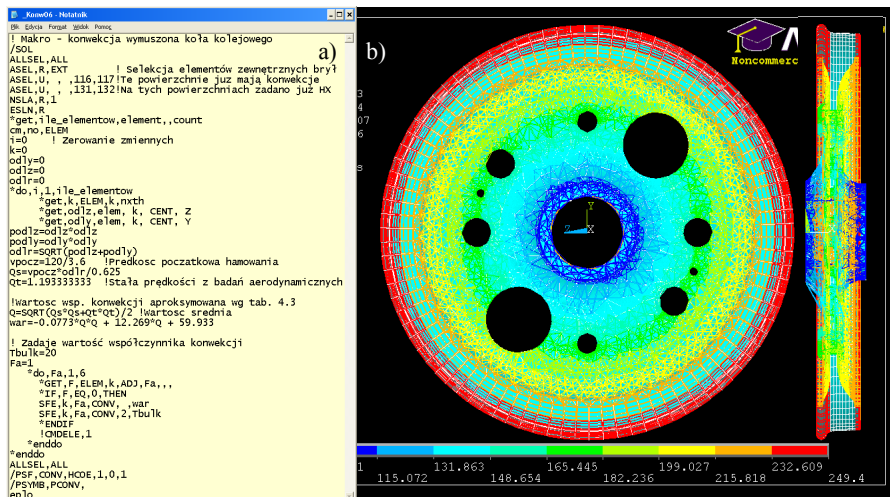 _Konw06 - Notatnik
Plik Edycja Format Widok Pomoc
! Makro - konwekcja wymuszona koła kolejowego
/SOL
ALLSEL,ALL
ASEL,R,EXT ! Selekcja elementów zewnętrznych brył
ASEL,U, , ,116,117!Te powierzchnie juz mają konwekcje
ASEL,U, , ,131,132!Na tych powierzchniach zadano już HX
NSLA,R,1
ESLN,R
*get,ile_elementow,element,,count
cm,no,ELEM
i=0 ! Zerowanie zmiennych
k=0
odly=0
odlz=0
odlr=0
*do,i,1,ile_elementow
*get,k,ELEM,k,nxth
*get,odlz,elem, k, CENT, Z
*get,odly,elem, k, CENT, Y
podlz=odlz*odlz
podly=odly*odly
odlr=SQRT(podlz+podly)
vpocz=120/3.6 !Predkosc poczatkowa hamowania
Qs=vpocz*odlr/0.625
Qt=1.193333333 !Stała prędkości z badań aerodynamicznych
!Wartosc wsp. konwekcji aproksymowana wg tab. 4.3
Q=SQRT(Qs*Qs+Qt*Qt)/2 !Wartosc srednia
war=-0.0773*Q*Q + 12.269*Q + 59.933
! Zadaje wartość współczynnika konwekcji
Tbulk=20
Fa=1
*do,Fa,1,6
*GET,F,ELEM,k,ADJ,Fa,,,
*IF,F,EQ,0,THEN
SFE,k,Fa,CONV, ,war
SFE,k,Fa,CONV,2,Tbulk
*ENDIF
!CMDELE,1
*enddo
*enddo
ALLSEL,ALL
/PSF,CONV,HCOE,1,0,1
/PSYMB,PCONV,
eplo
a)
b)
Noncommerc
3
4
07
6
s
Y
Z X
1 131.863 165.445 199.027 232.609
115.072 148.654 182.236 215.818 249.4